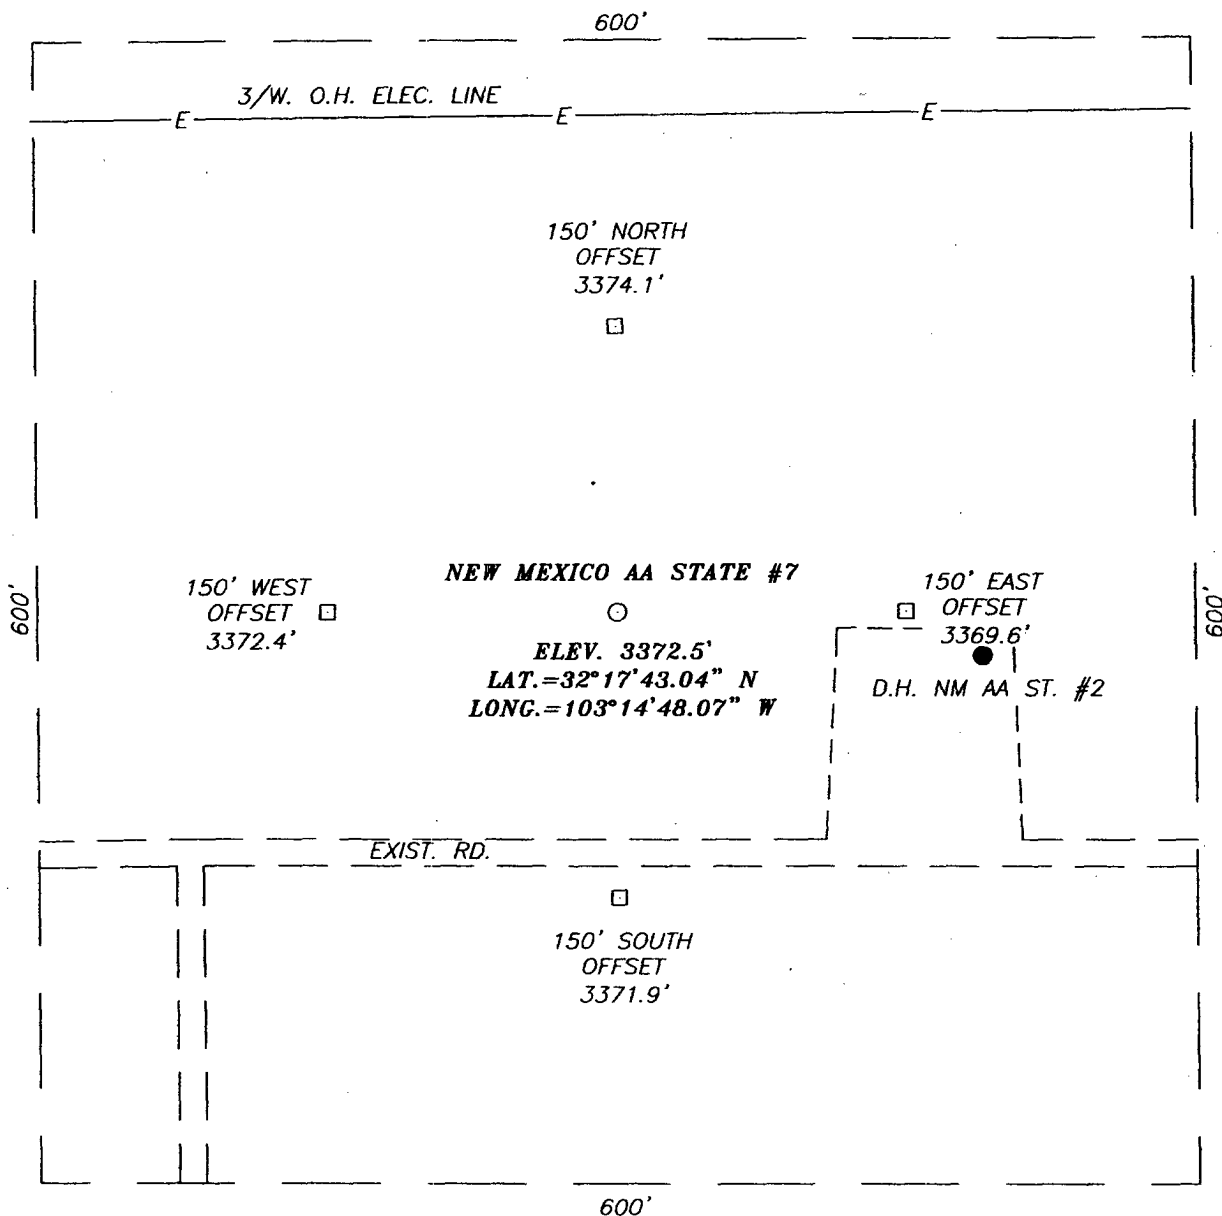 600'
3/W. O.H. ELEC. LINE
E
E
E
150' NORTH
OFFSET
3374.1'
NEW MEXICO AA STATE #7
150' WEST
OFFSET
3372.4'
150' EAST
OFFSET
3369.6'
600'
600'
ELEV. 3372.5'
LAT.=32°17'43.04" N
LONG.=103°14'48.07" W
D.H. NM AA ST. #2
EXIST. RD.
150' SOUTH
OFFSET
3371.9'
600'